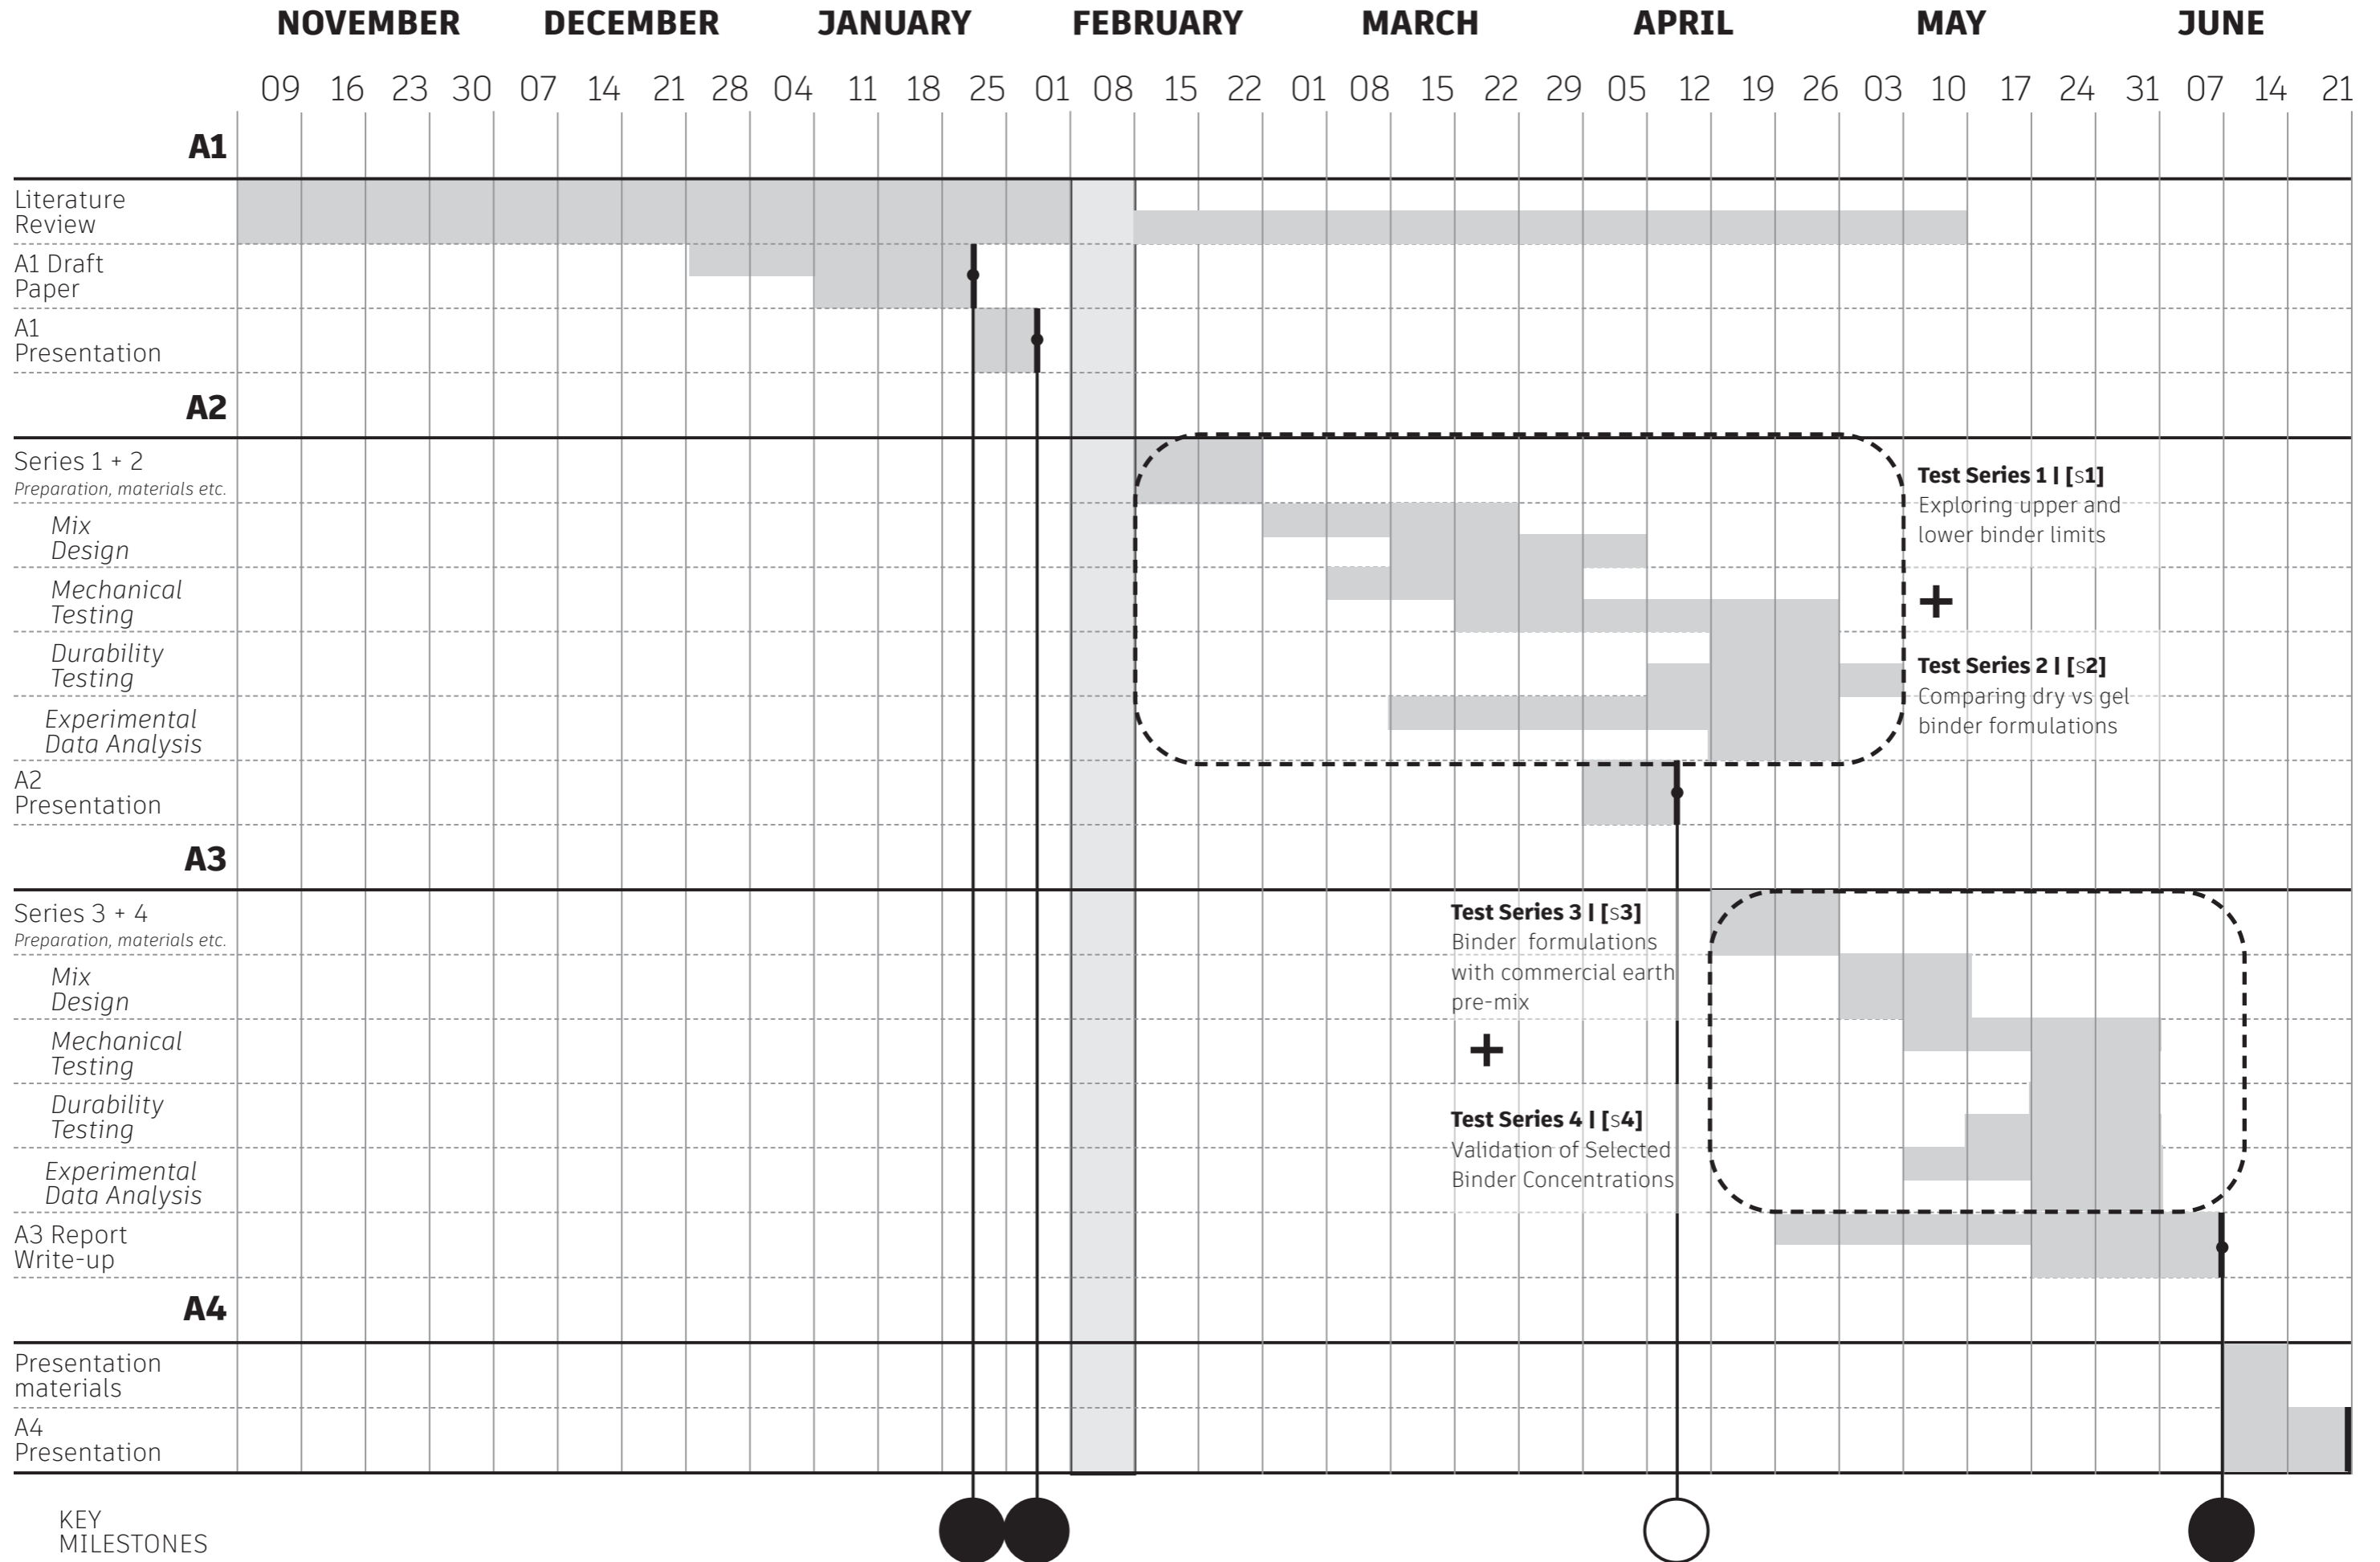 NOVEMBER DECEMBER JANUARY FEBRUARY MARCH APRIL MAY JUNE
09 16 23 30 07 14 21 28 04 11 18 25 01 08 15 22 01 08 15 22 29 05 12 19 26 03 10 17 24 31 07 14 21
A1
Literature
Review
A1 Draft
Paper
A1
Presentation
A2
Series 1 + 2
Preparation, materials etc.
Mix
Design
Mechanical
Testing
Durability
Testing
Experimental
Data Analysis
A2
Presentation
Test Series 1 | [s1]
Exploring upper and
lower binder limits
+
Test Series 2 | [s2]
Comparing dry vs gel
binder formulations
A3
Series 3 + 4
Preparation, materials etc.
Mix
Design
Mechanical
Testing
Durability
Testing
Experimental
Data Analysis
A3 Report
Write-up
Test Series 3 | [s3]
Binder formulations
with commercial earth
pre-mix
+
Test Series 4 | [s4]
Validation of Selected
Binder Concentrations
A4
Presentation
materials
A4
Presentation
KEY
MILESTONES